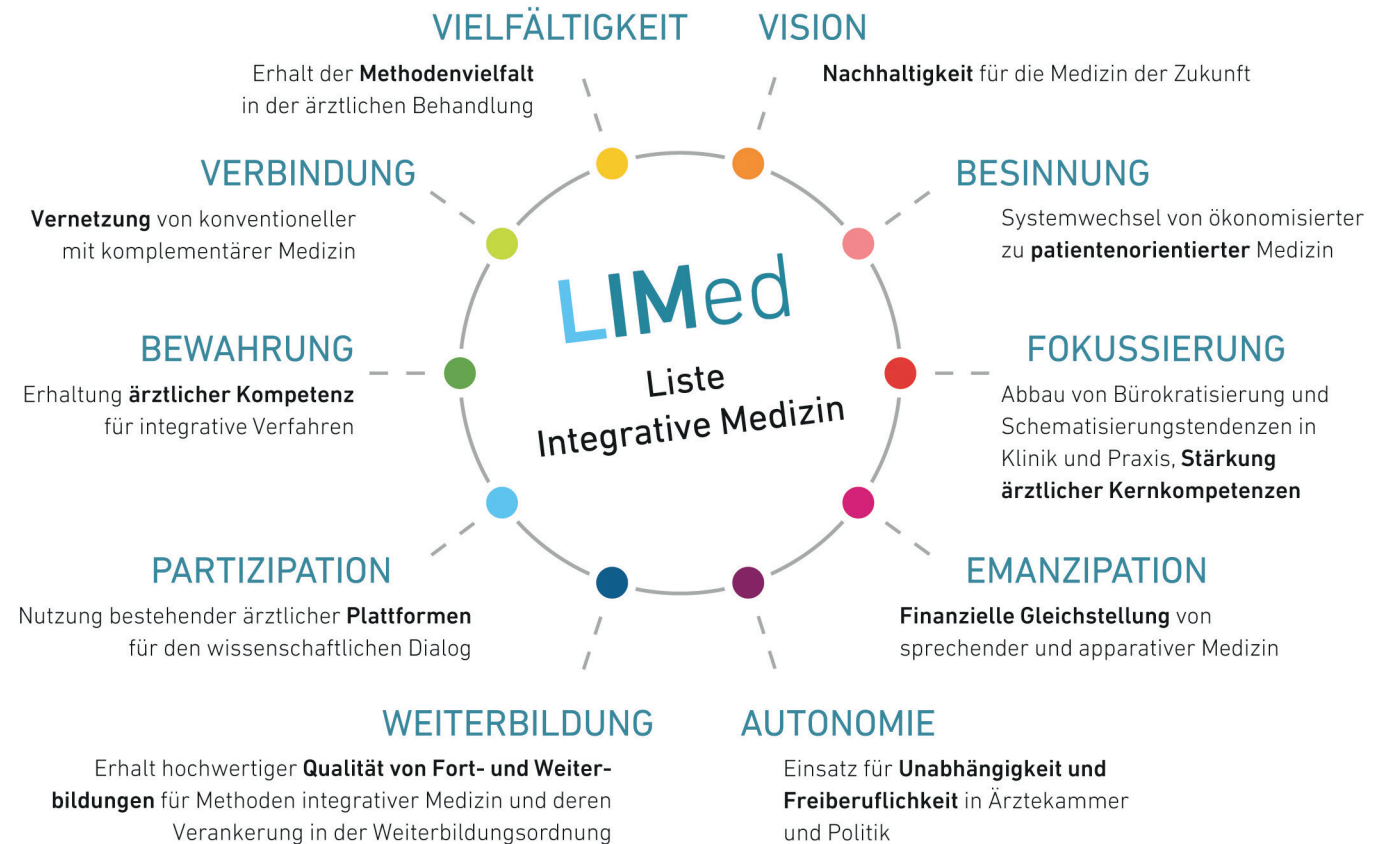 VIELFÄLTIGKEIT
Erhalt der Methodenvielfalt
in der ärztlichen Behandlung
VISION
Nachhaltigkeit für die Medizin der Zukunft
VERBINDUNG
Vernetzung von konventioneller
mit komplementärer Medizin
BESINNUNG
Systemwechsel von ökonomisierter
zu patientenorientierter Medizin
LIMed
Liste
Integrative Medizin
BEWAHRUNG
Erhaltung ärztlicher Kompetenz
für integrative Verfahren
FOKUSSIERUNG
Abbau von Bürokratisierung und
Schematisierungstendenzen in
Klinik und Praxis, Stärkung
ärztlicher Kernkompetenzen
PARTIZIPATION
Nutzung bestehender ärztlicher Plattformen
für den wissenschaftlichen Dialog
EMANZIPATION
Finanzielle Gleichstellung von
sprechender und apparativer Medizin
WEITERBILDUNG
Erhalt hochwertiger Qualität von Fort- und Weiter-
bildungen für Methoden integrativer Medizin und deren
Verankerung in der Weiterbildungsordnung
AUTONOMIE
Einsatz für Unabhängigkeit und
Freiberuflichkeit in Ärztekammer
und Politik